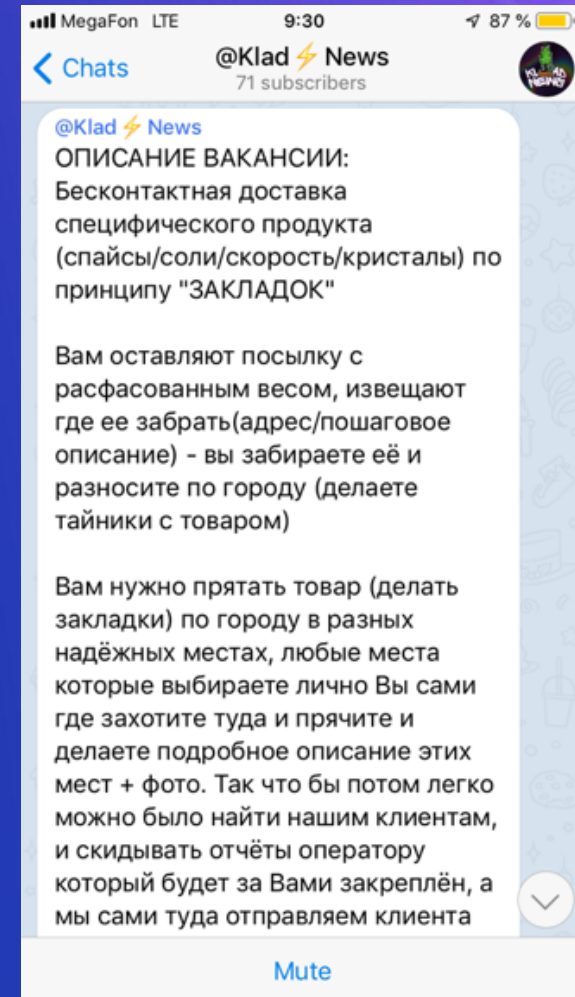 MegaFon LTE 9:30 87 %
Chats
@Klad⚡News
71 subscribers
KLAD
NEWS
@Klad⚡News
ОПИСАНИЕ ВАКАНСИИ:
Бесконтактная доставка
специфического продукта
(спайсы/соли/скорость/кристалы) по
принципу "ЗАКЛАДОК"
Вам оставляют посылку с
расфасованным весом, извещают
где ее забрать(адрес/пошаговое
описание) - вы забираете её и
разносите по городу (делаете
тайники с товаром)
Вам нужно прятать товар (делать
закладки) по городу в разных
надёжных местах, любые места
которые выбираете лично Вы сами
где захотите туда и прячите и
делаете подробное описание этих
мест + фото. Так что бы потом легко
можно было найти нашим клиентам,
и скидывать отчёты оператору
который будет за Вами закреплён, а
мы сами туда отправляем клиента
Mute